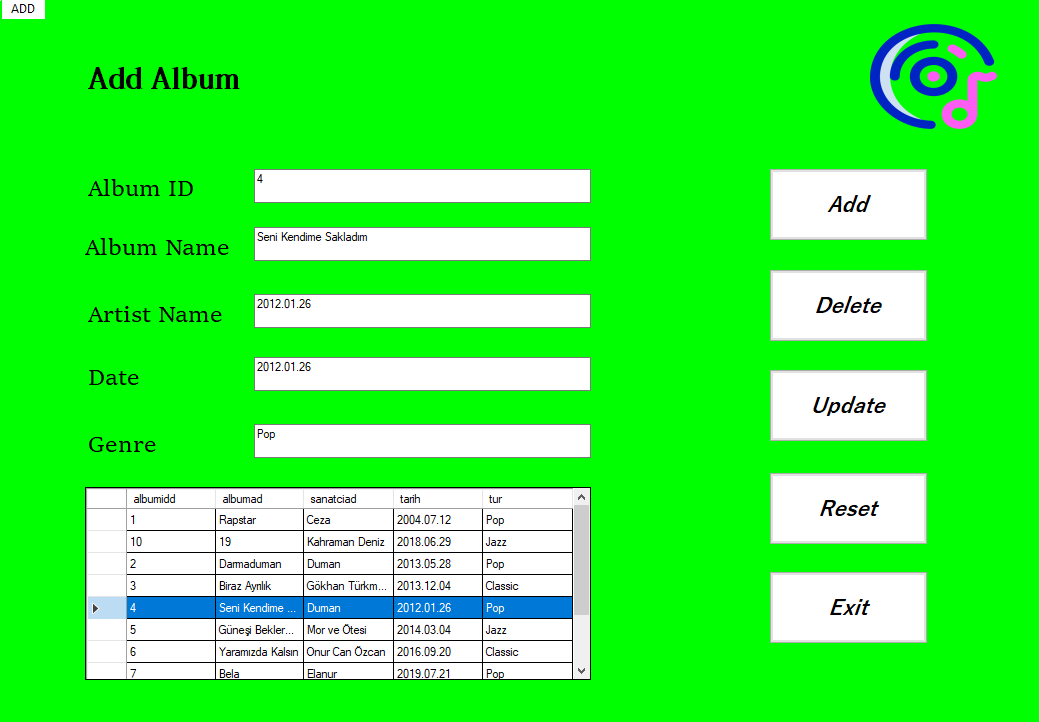 ADD
Add Album
Album ID 4
Album Name Seni Kendime Sakladım
Artist Name 2012.01.26
Date 2012.01.26
Genre Pop
Add
Delete
Update
Reset
Exit
albumidd albumad sanatciad tarih tur
1 Rapstar Ceza 2004.07.12 Pop
10 19 Kahraman Deniz 2018.06.29 Jazz
2 Darmaduman Duman 2013.05.28 Pop
3 Biraz Ayrılık Gökhan Türkm... 2013.12.04 Classic
4 Seni Kendime ... Duman 2012.01.26 Pop
5 Güneşi Bekler... Mor ve Ötesi 2014.03.04 Jazz
6 Yaramızda Kalsın Onur Can Özcan 2016.09.20 Classic
7 Bela Elanur 2019.07.21 Pop